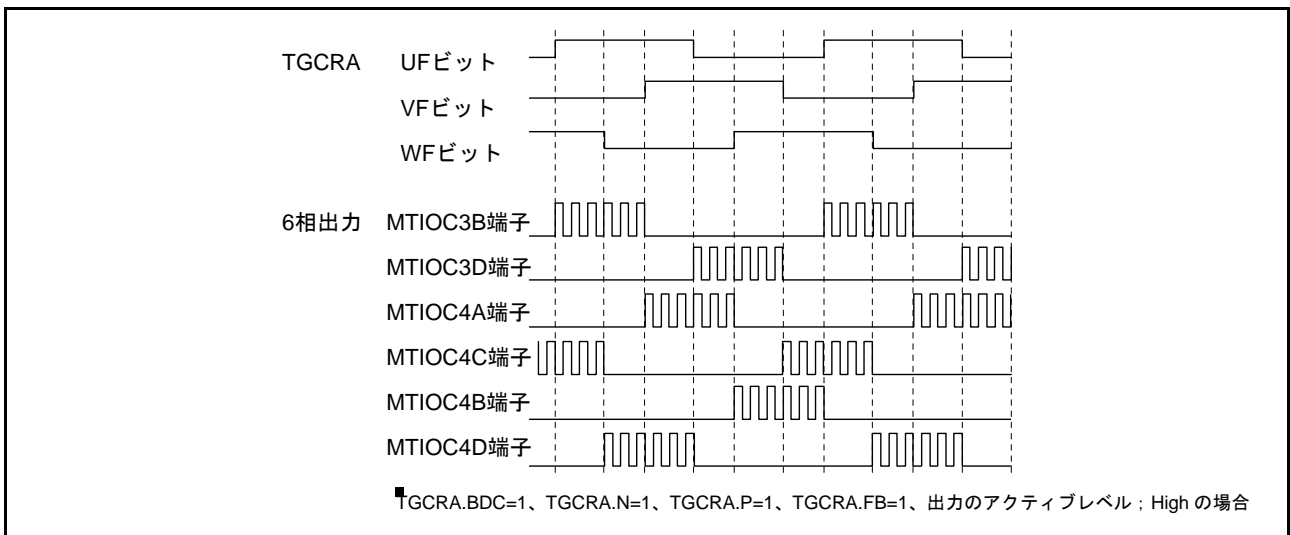 TGCRA UFビット
VFビット
WFビット
6相出力 MTIOC3B端子
MTIOC3D端子
MTIOC4A端子
MTIOC4C端子
MTIOC4B端子
MTIOC4D端子
TGCRA.BDC=1、TGCRA.N=1、TGCRA.P=1、TGCRA.FB=1、出力のアクティブレベル；High の場合